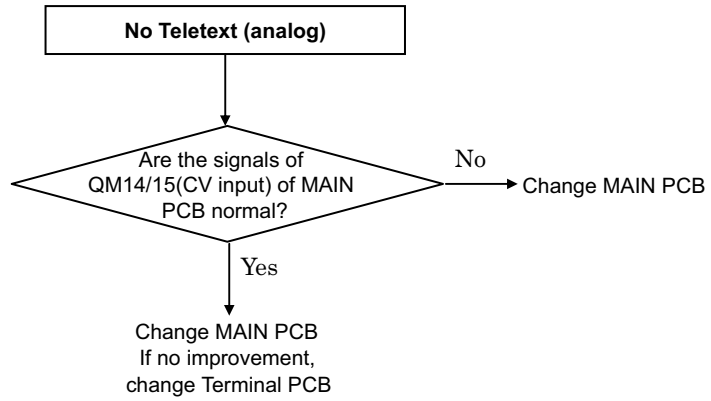 No Teletext (analog)
Are the signals of
QM14/15(CV input) of MAIN
PCB normal?
No
Change MAIN PCB
Yes
Change MAIN PCB
If no improvement,
change Terminal PCB